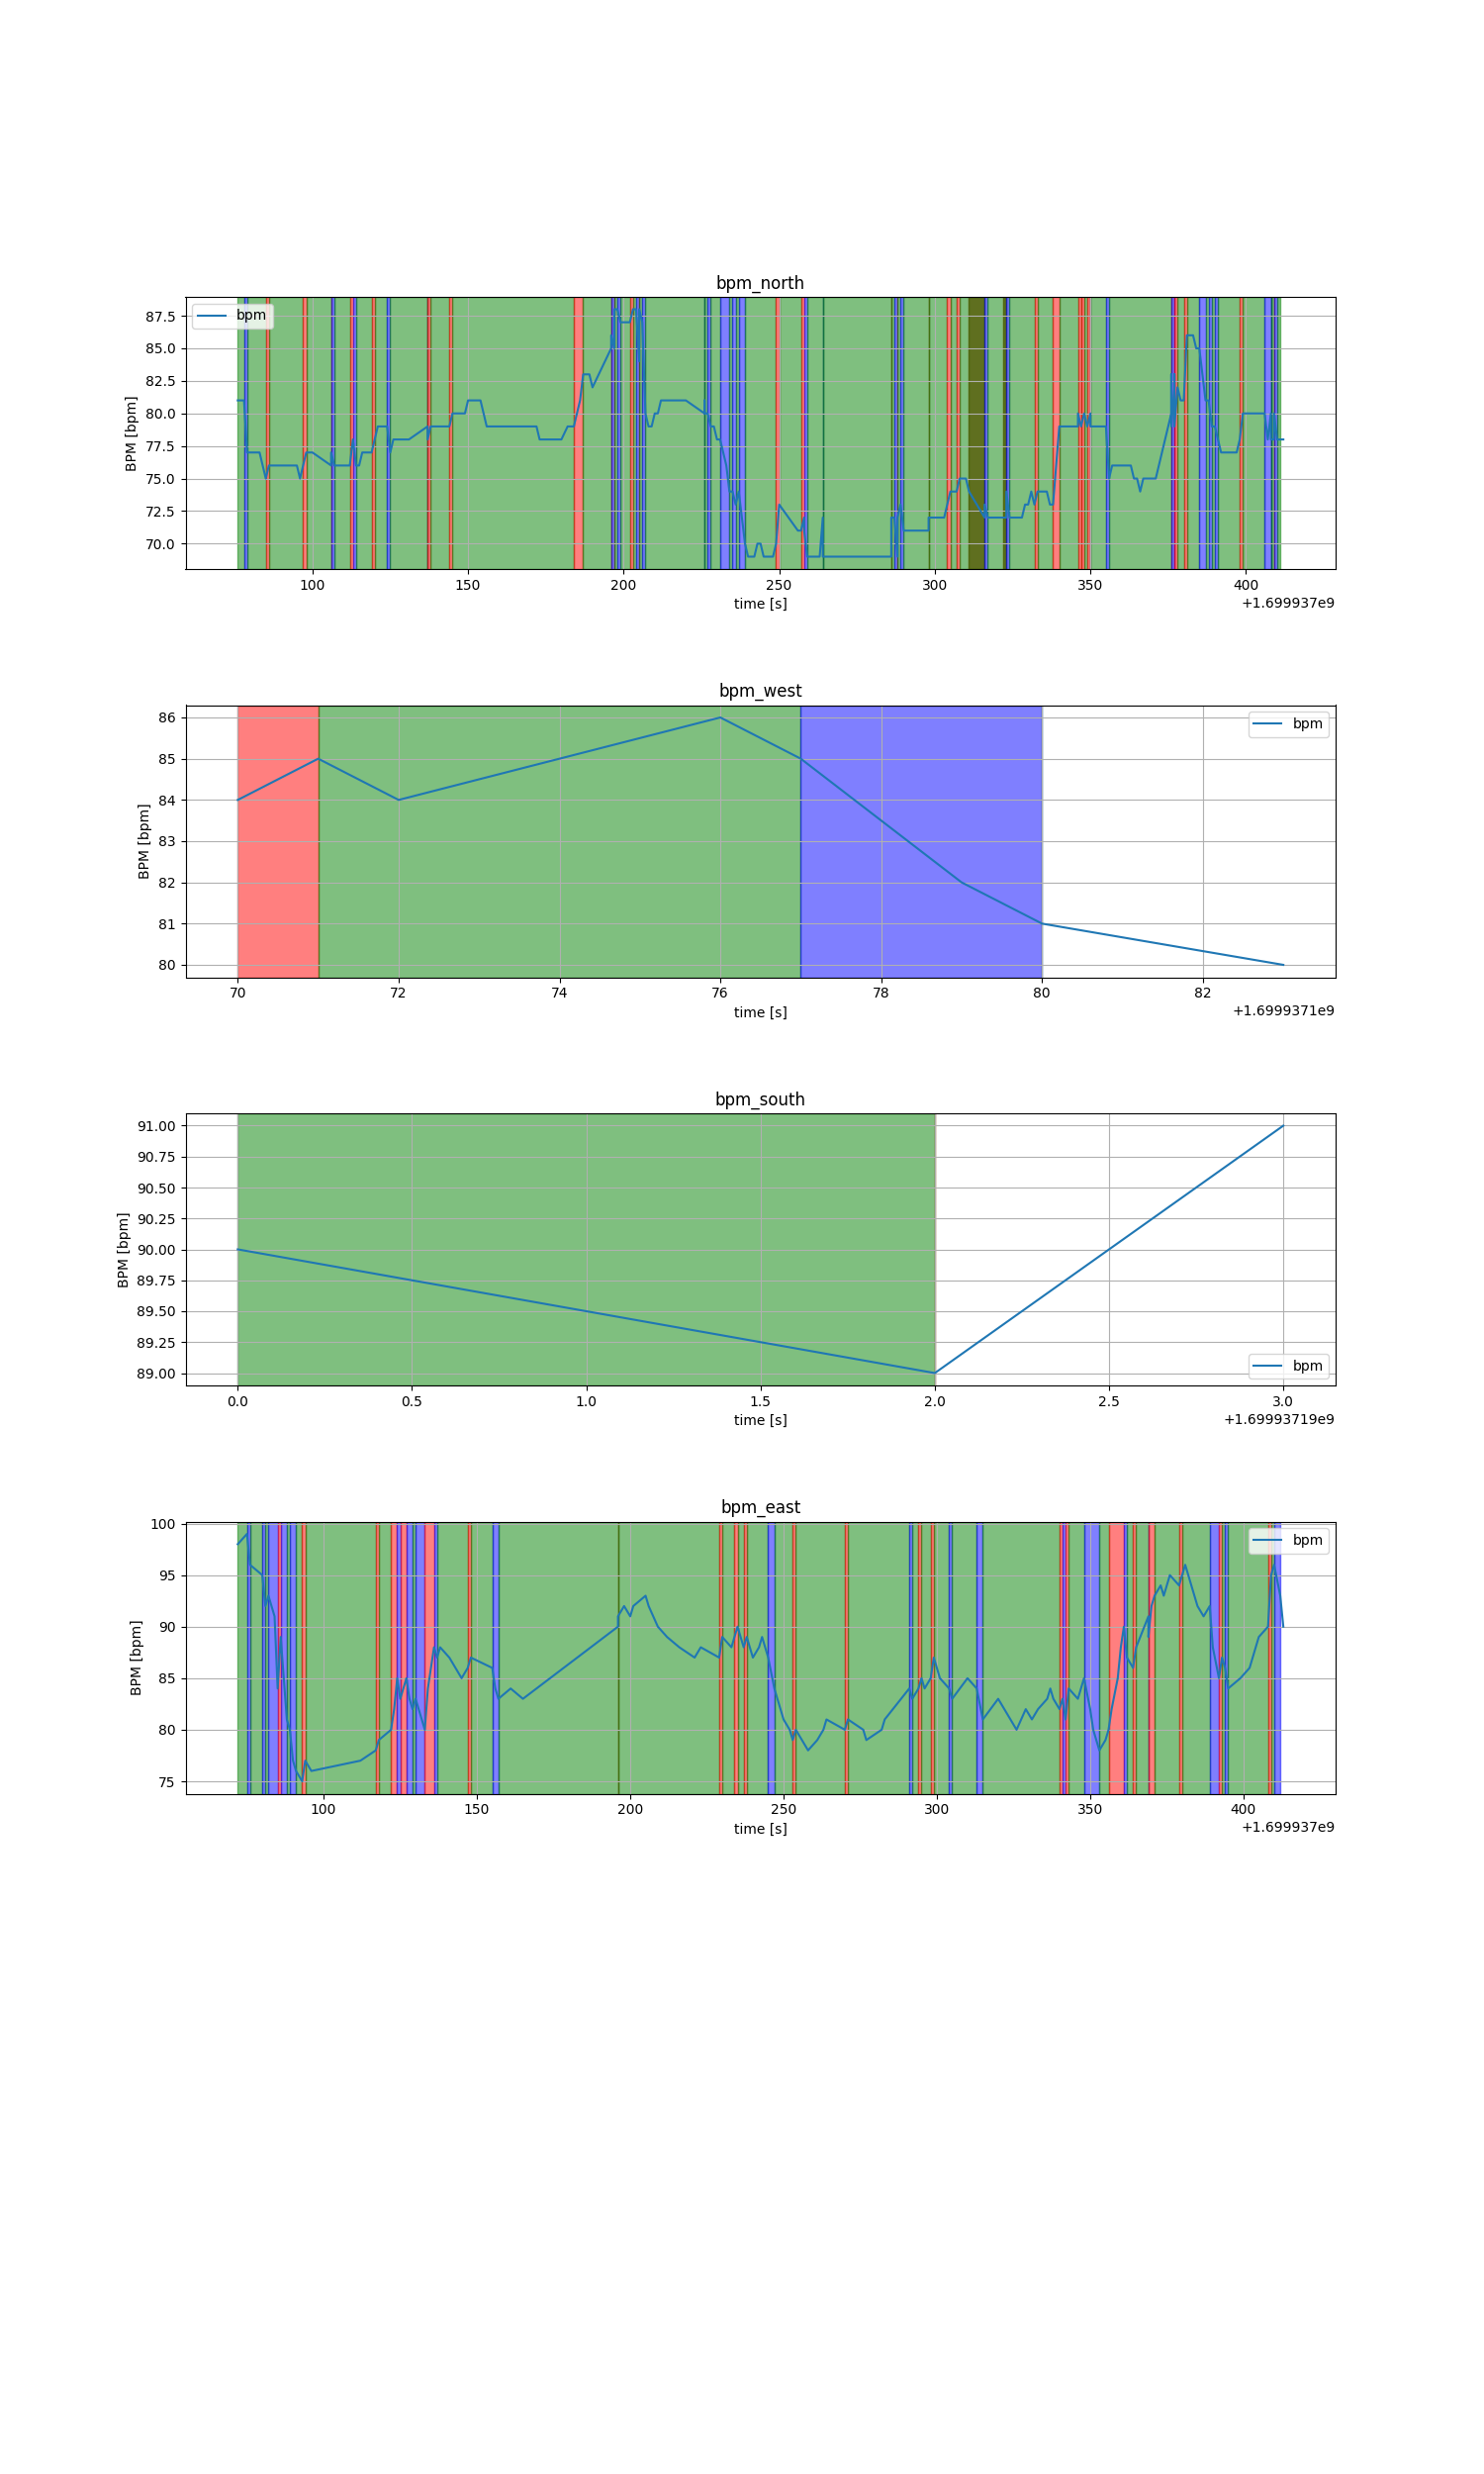 bpm_north
bpm
BPM [bpm]
87.5
85.0
82.5
80.0
77.5
75.0
72.5
70.0
100 150 200 250 300 350 400
time [s]
+1.699937e9
bpm_west
bpm
BPM [bpm]
86
85
84
83
82
81
80
70 72 74 76 78 80 82
time [s]
+1.6999371e9
bpm_south
BPM [bpm]
91.00
90.75
90.50
90.25
90.00
89.75
89.50
89.25
89.00
bpm
0.0 0.5 1.0 1.5 2.0 2.5 3.0
time [s]
+1.69993719e9
bpm_east
bpm
BPM [bpm]
100
95
90
85
80
75
100 150 200 250 300 350 400
time [s]
+1.699937e9